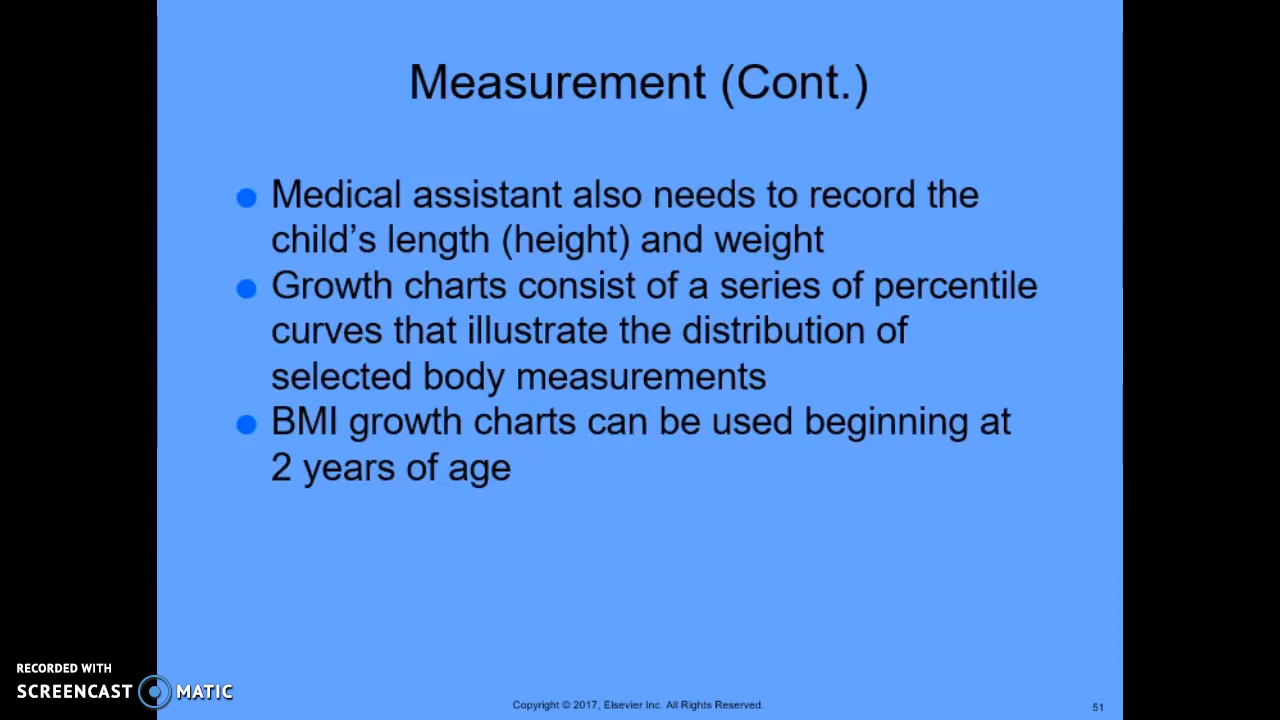 Measurement (Cont.)
Medical assistant also needs to record the
child’s length (height) and weight
Growth charts consist of a series of percentile
curves that illustrate the distribution of
selected body measurements
BMI growth charts can be used beginning at
2 years of age
RECORDED WITH
SCREENCAST MATIC
Copyright © 2017, Elsevier Inc. All Rights Reserved.
51